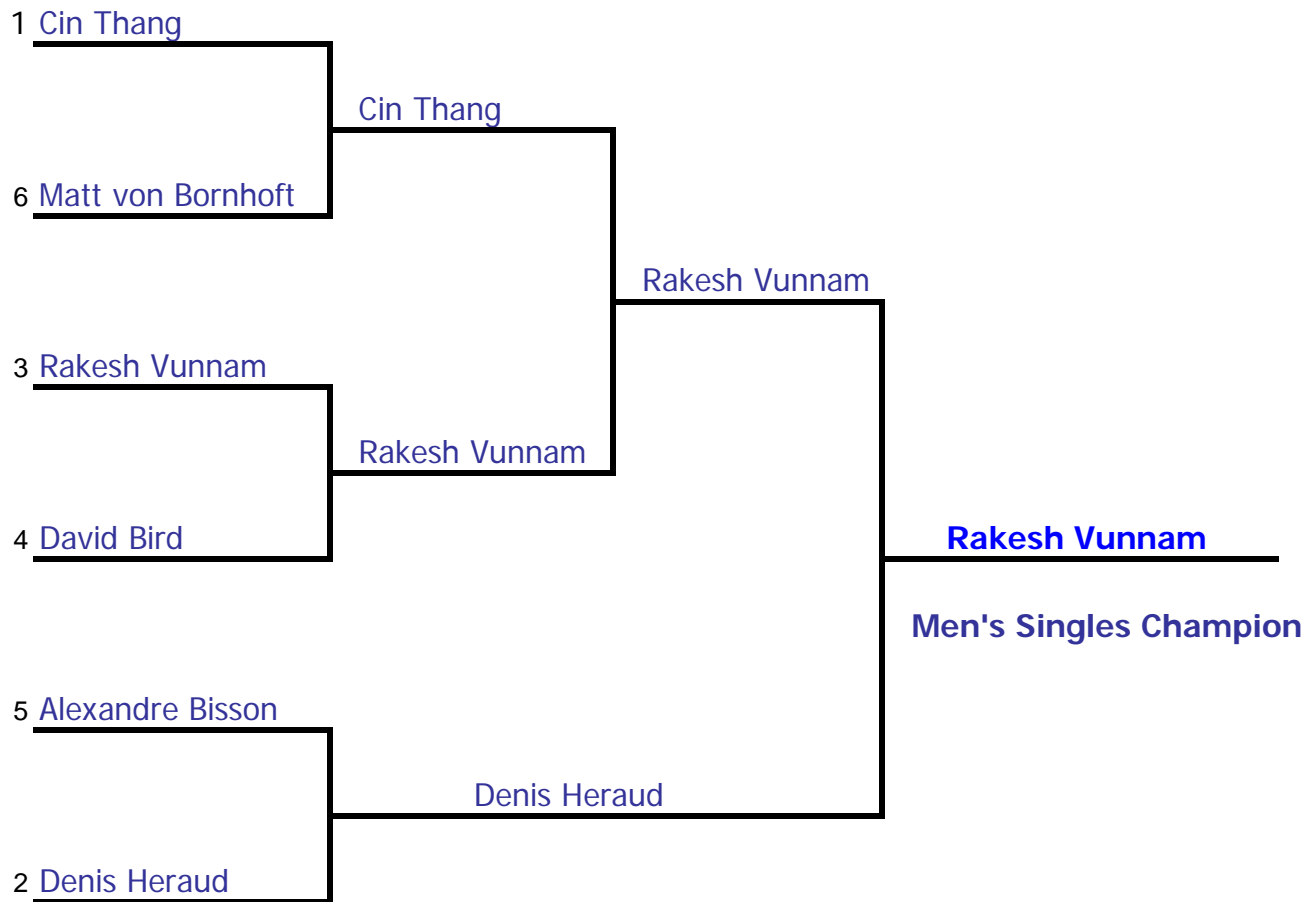 1 Cin Thang
Cin Thang
6 Matt von Bornhoft
Rakesh Vunnam
3 Rakesh Vunnam
Rakesh Vunnam
4 David Bird
Rakesh Vunnam
Men's Singles Champion
5 Alexandre Bisson
Denis Heraud
2 Denis Heraud